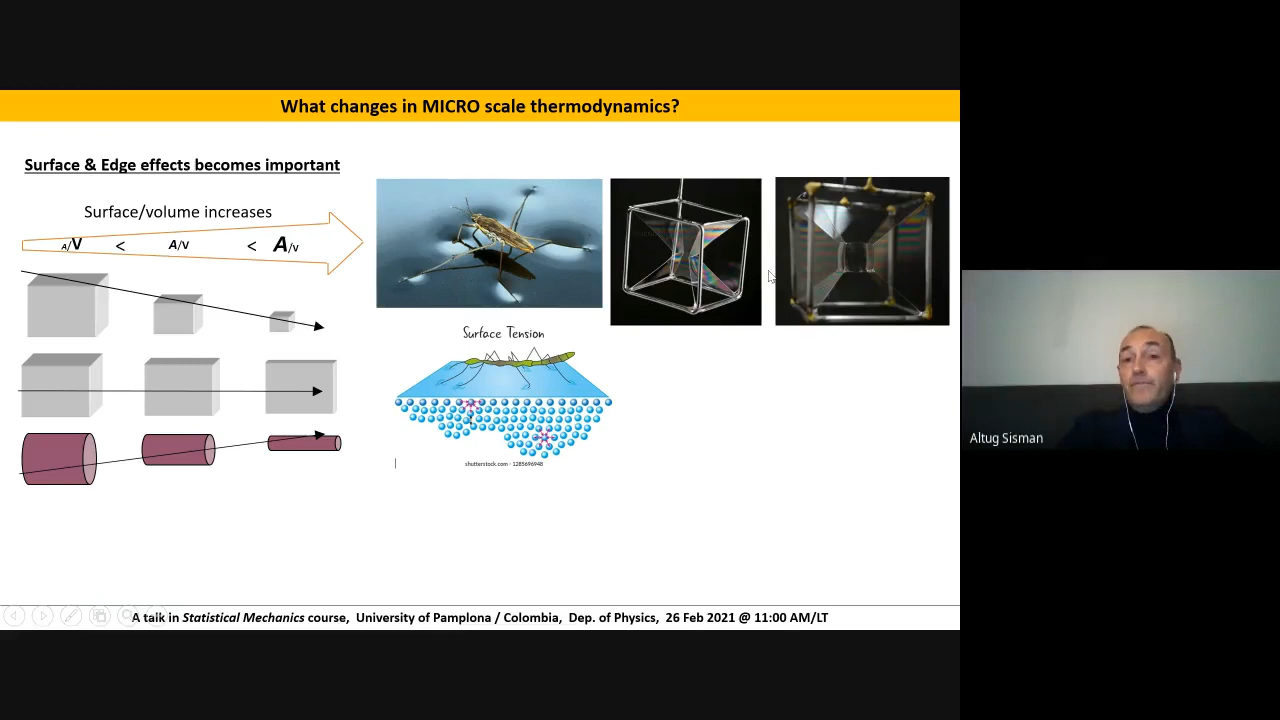 What changes in MICRO scale thermodynamics?
Surface & Edge effects becomes important
Surface/volume increases
A/V < A/V < A/V
Surface Tension
shutterstock.com · 1285696948
Altug Sisman
A talk in Statistical Mechanics course, University of Pamplona / Colombia, Dep. of Physics, 26 Feb 2021 @ 11:00 AM/LT